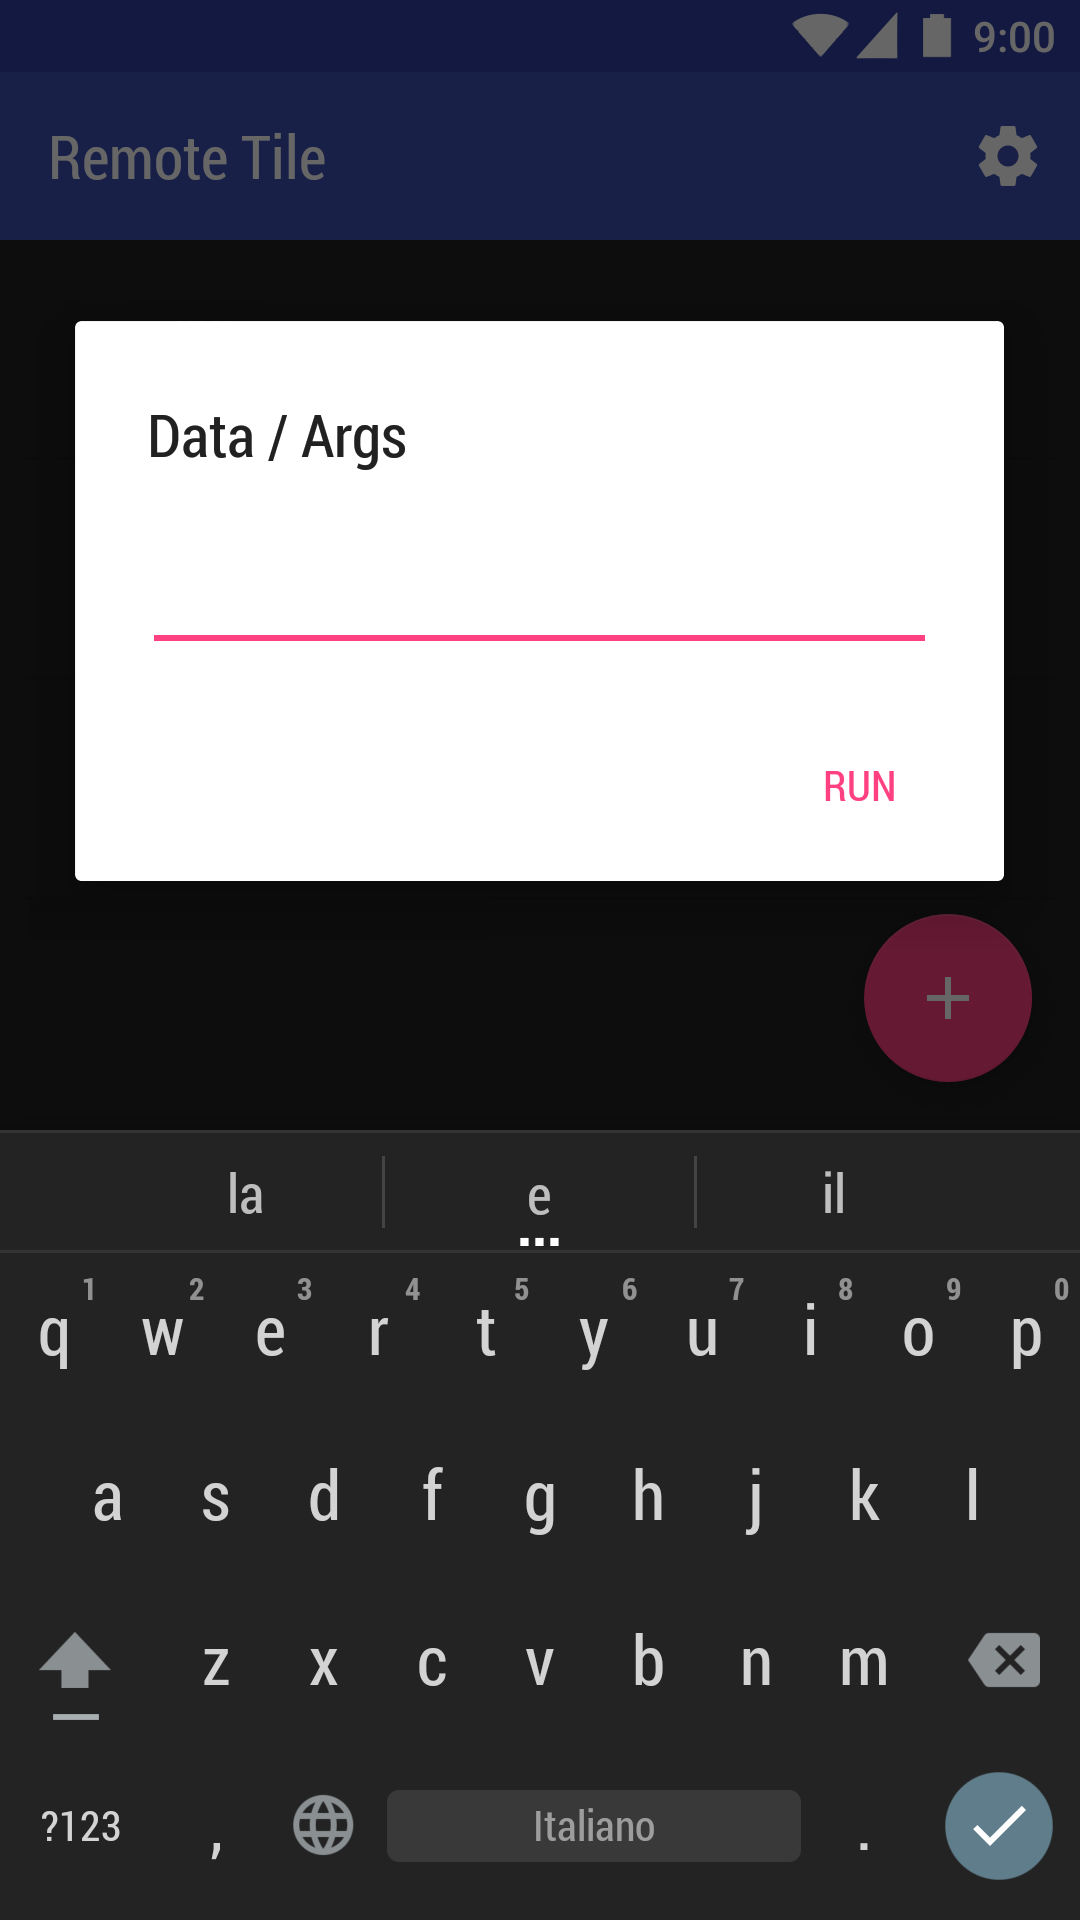 9:00
Remote Tile
Data / Args
RUN
la e il
1 2 3 4 5 6 7 8 9 0
q w e r t y u i o p
a s d f g h j k l
z x c v b n m
?123 , Italiano .